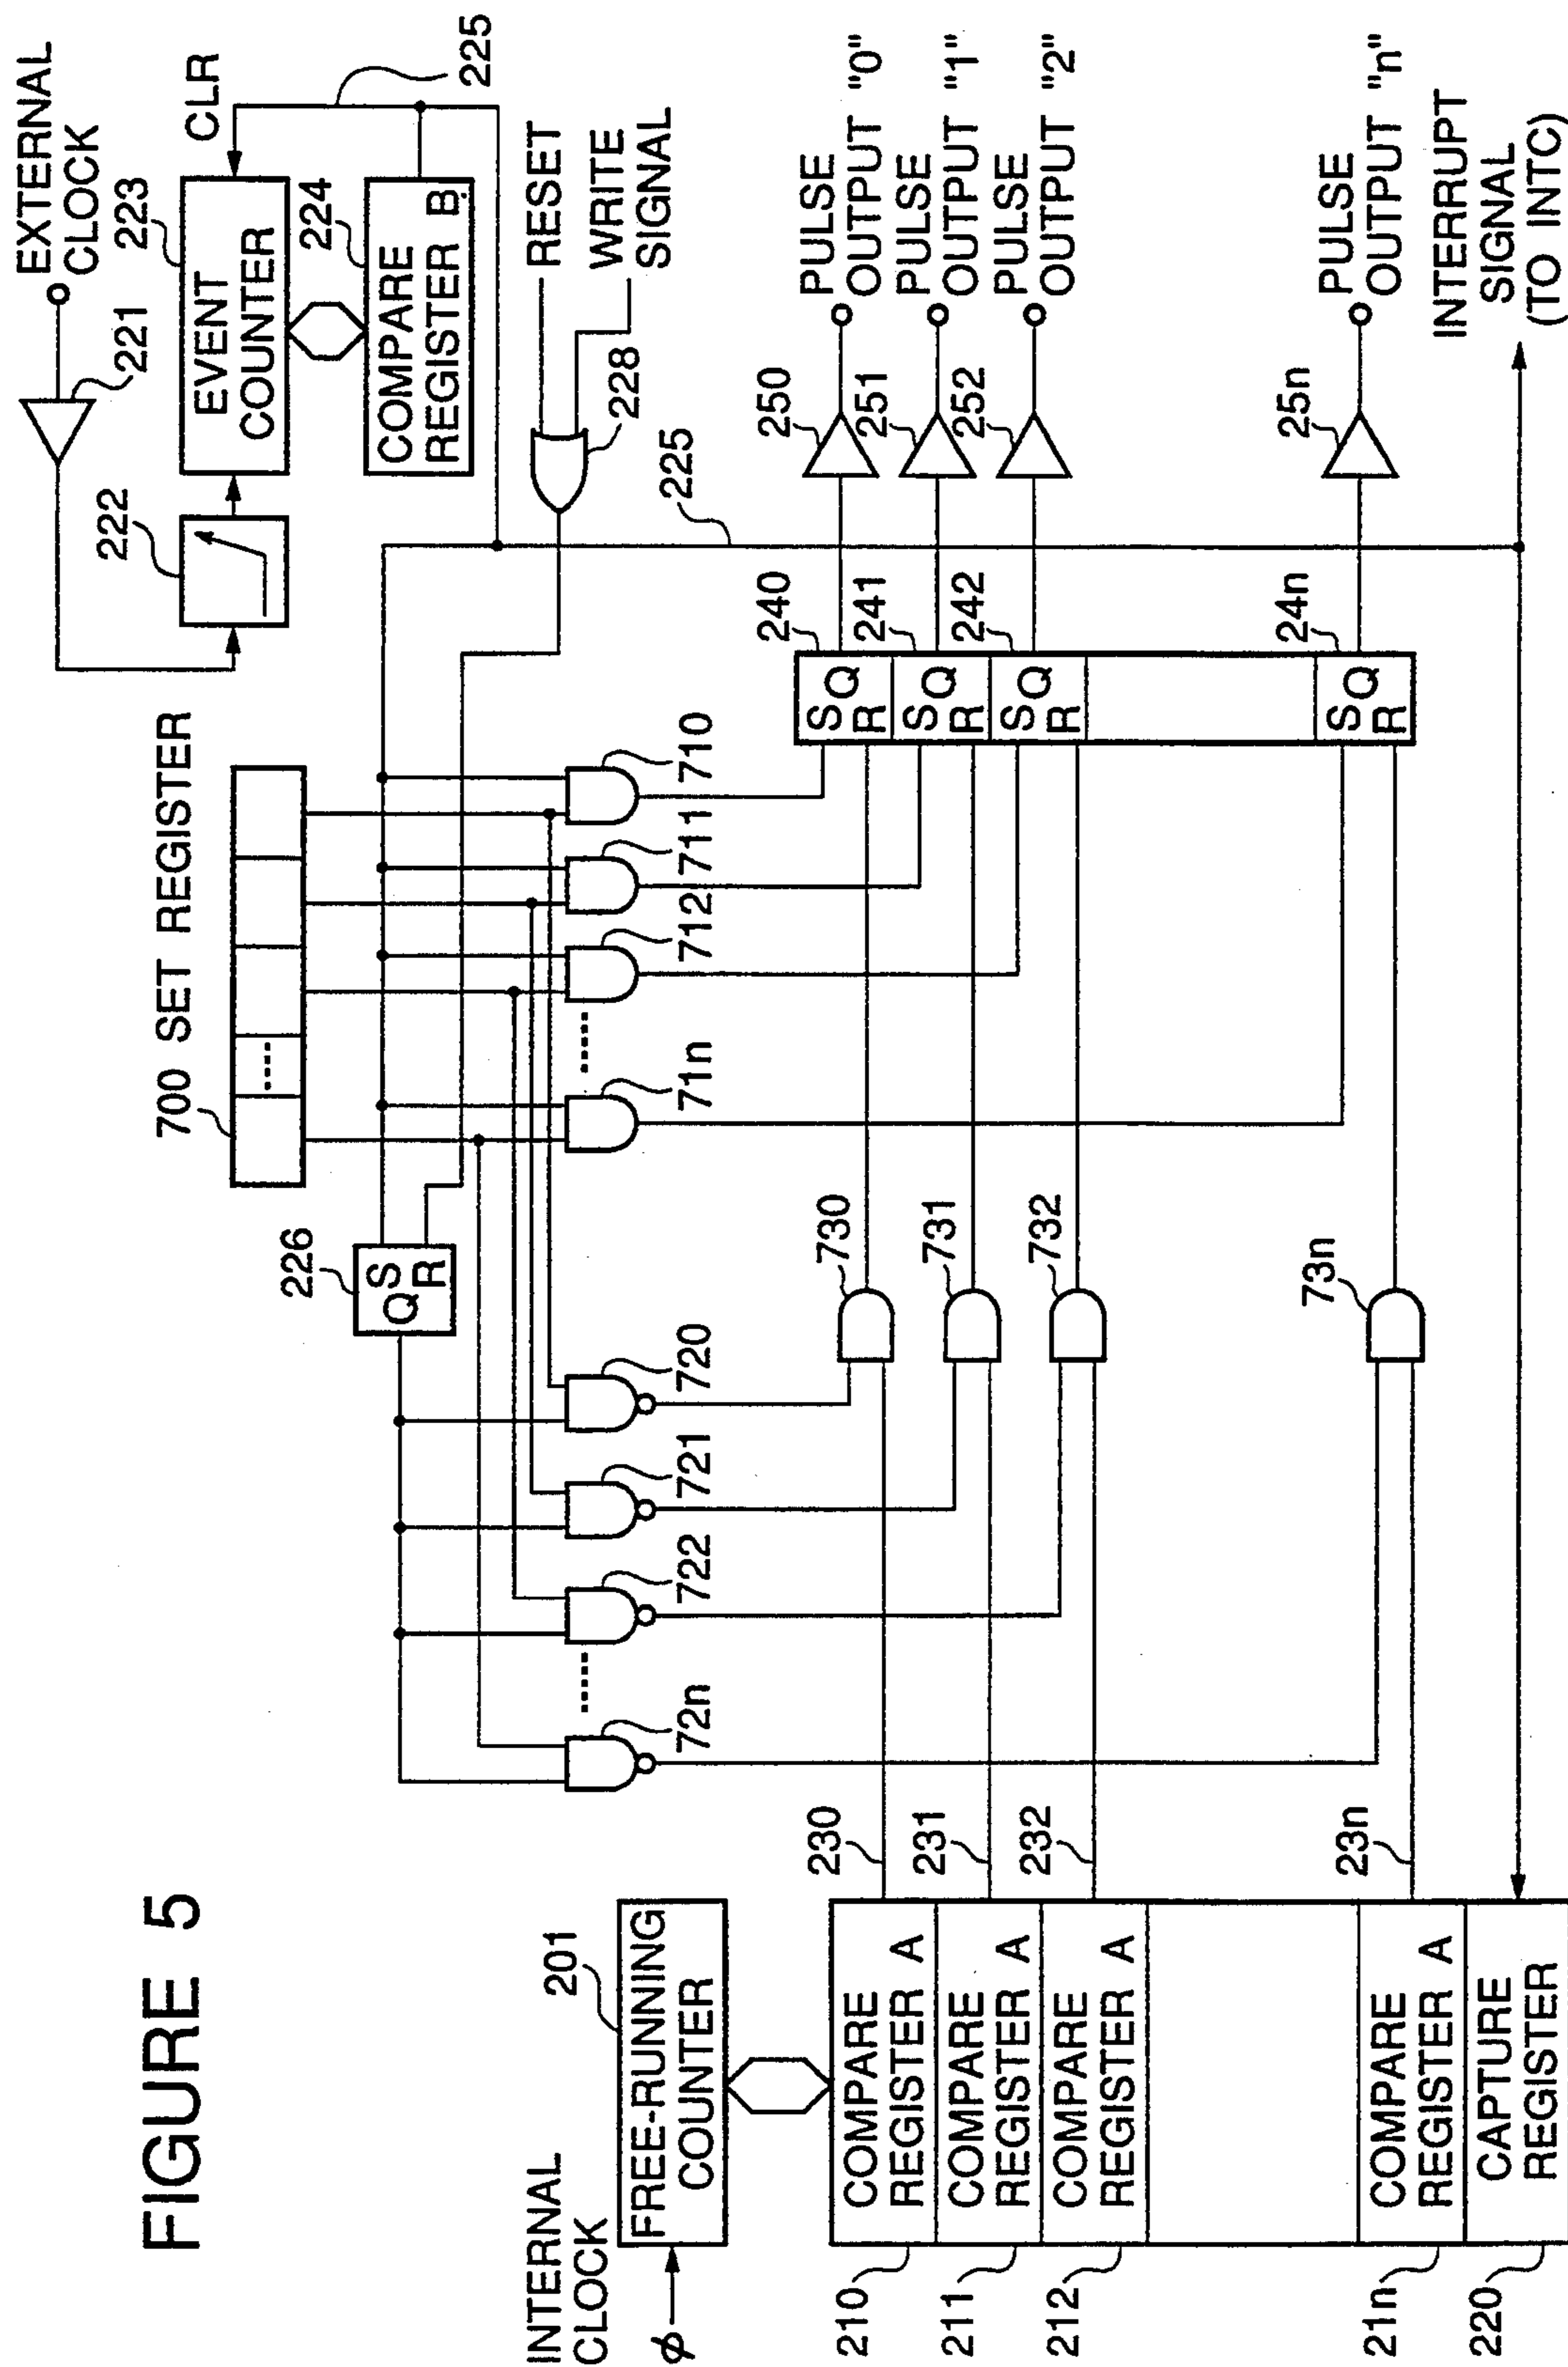 FIGURE 5
EXTERNAL
CLOCK
221
222
223
EVENT
COUNTER
CLR
224
COMPARE
REGISTER B
225
RESET
WRITE
SIGNAL
228
225
700 SET REGISTER
226
S
Q
R
710
711
712
71n
720
721
722
72n
730
731
732
73n
INTERNAL
CLOCK
φ
201
FREE-RUNNING
COUNTER
210
COMPARE
REGISTER A
230
211
COMPARE
REGISTER A
231
212
COMPARE
REGISTER A
232
21n
COMPARE
REGISTER A
23n
220
CAPTURE
REGISTER
240
S
Q
R
241
S
Q
R
242
S
Q
R
24n
S
Q
R
250
PULSE
OUTPUT "0"
251
PULSE
OUTPUT "1"
252
PULSE
OUTPUT "2"
25n
PULSE
OUTPUT "n"
INTERRUPT
SIGNAL
(TO INTC)